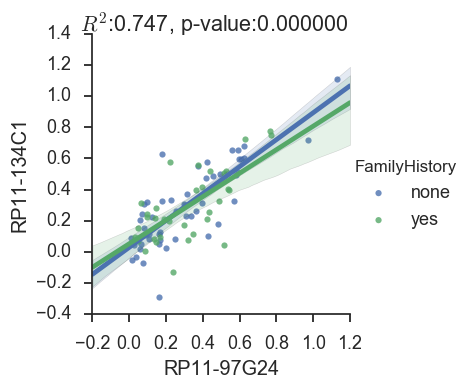 R²:0.747, p-value:0.000000
1.4
1.2
1.0
0.8
0.6
0.4
0.2
0.0
−0.2
−0.4
RP11-134C1
FamilyHistory
none
yes
−0.2 0.0 0.2 0.4 0.6 0.8 1.0 1.2
RP11-97G24